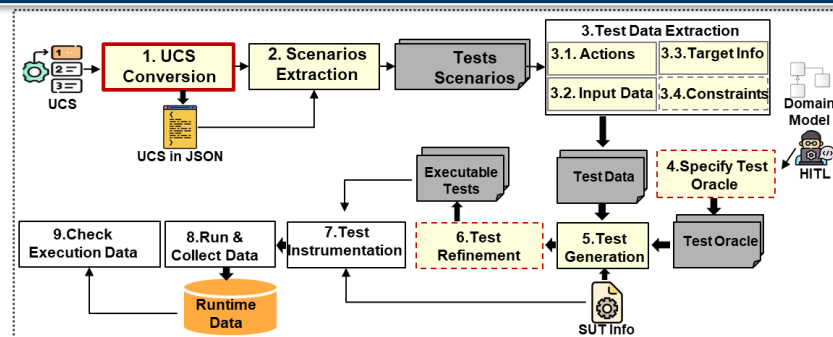 1. UCS
Conversion
2. Scenarios
Extraction
Tests
Scenarios
3.Test Data Extraction
3.1. Actions
3.3.Target Info
3.2. Input Data
3.4.Constraints
UCS
UCS in JSON
Domain
Model
HITL
Executable
Tests
Test Data
4.Specify Test
Oracle
9.Check
Execution Data
8.Run &
Collect Data
7.Test
Instrumentation
6.Test
Refinement
5.Test
Generation
Test Oracle
Runtime
Data
SUT Info